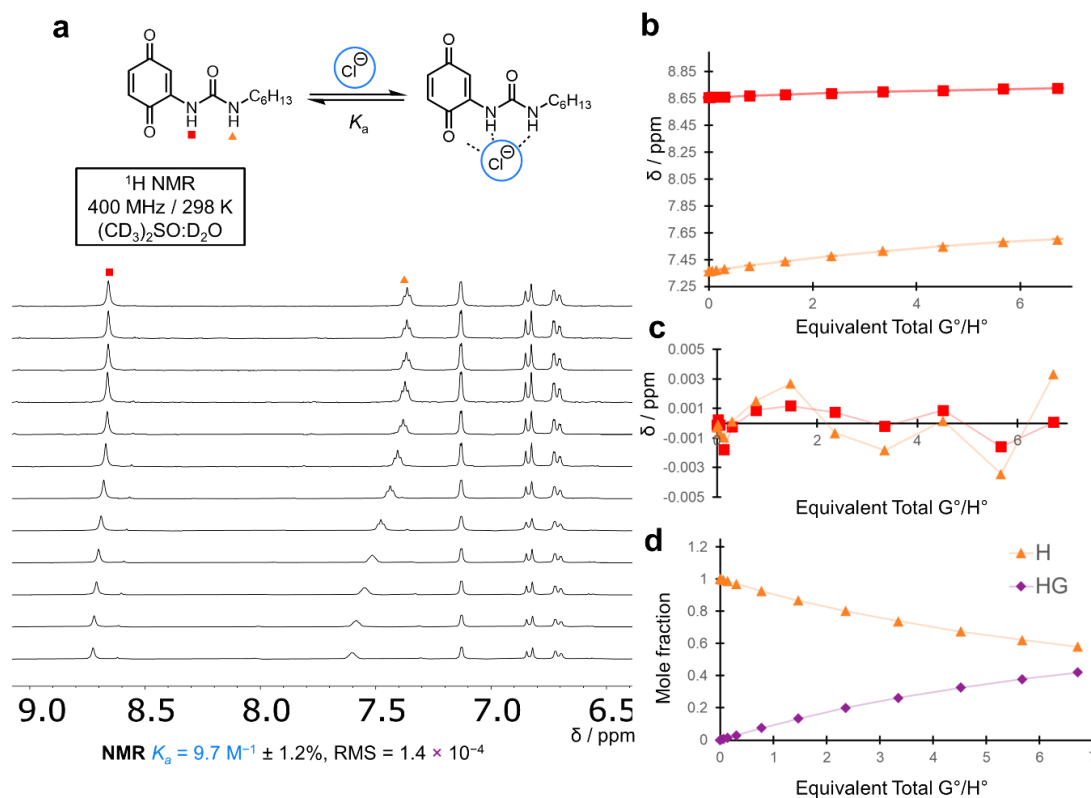 a
O
O
O
N
H
N
H
C₆H₁₃
Cl⊖
Kₐ
O
O
O
N
H
N
H
C₆H₁₃
Cl⊖
¹H NMR
400 MHz / 298 K
(CD₃)₂SO:D₂O
9.0
8.5
8.0
7.5
7.0
6.5
δ / ppm
NMR Kₐ = 9.7 M⁻¹ ± 1.2%, RMS = 1.4 × 10⁻⁴
b
δ / ppm
8.85
8.65
8.45
8.25
8.05
7.85
7.65
7.45
7.25
0
2
4
6
Equivalent Total G°/H°
c
δ / ppm
0.005
0.003
0.001
-0.001
-0.003
-0.005
2
4
6
Equivalent Total G°/H°
d
Mole fraction
1.2
1
0.8
0.6
0.4
0.2
0
H
HG
0
1
2
3
4
5
6
7
Equivalent Total G°/H°